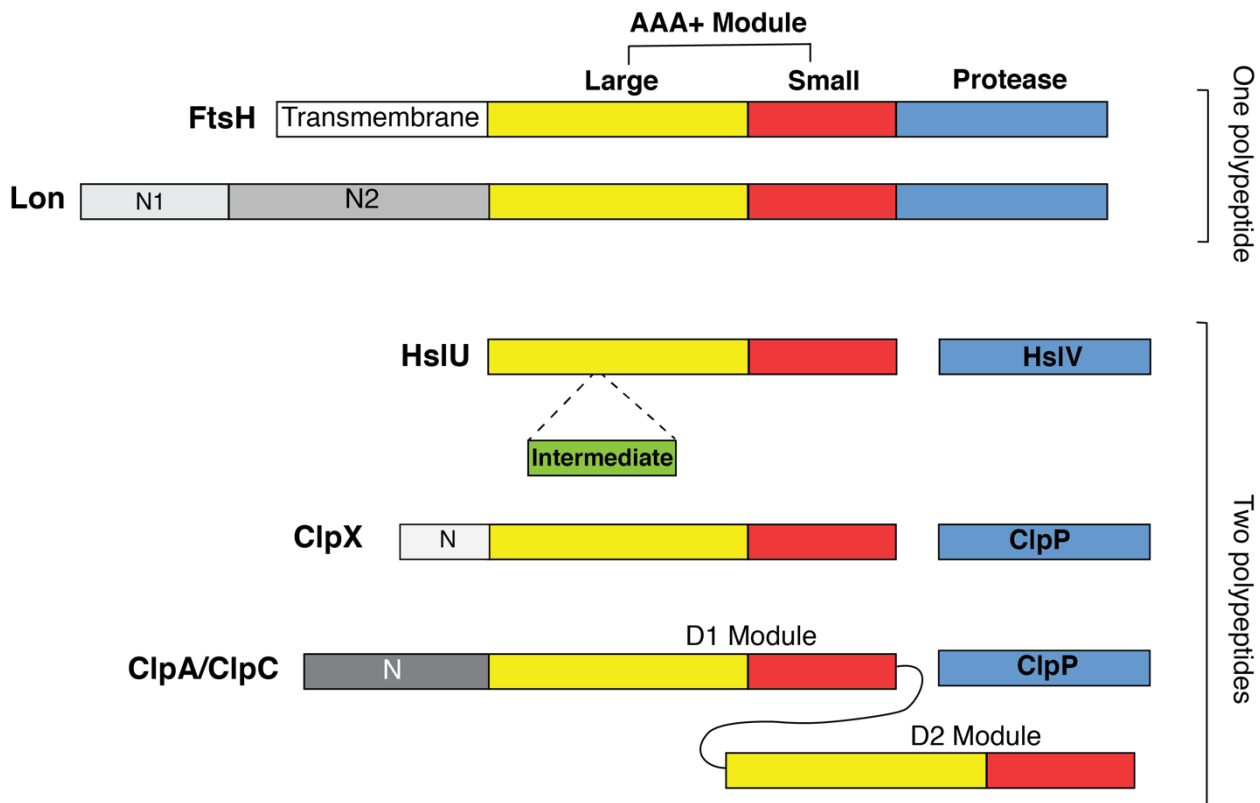 AAA+ Module
Large Small Protease
FtsH Transmembrane
One polypeptide
Lon N1 N2
HslU HslV
Intermediate
Two polypeptides
ClpX N ClpP
D1 Module
ClpA/ClpC N ClpP
D2 Module